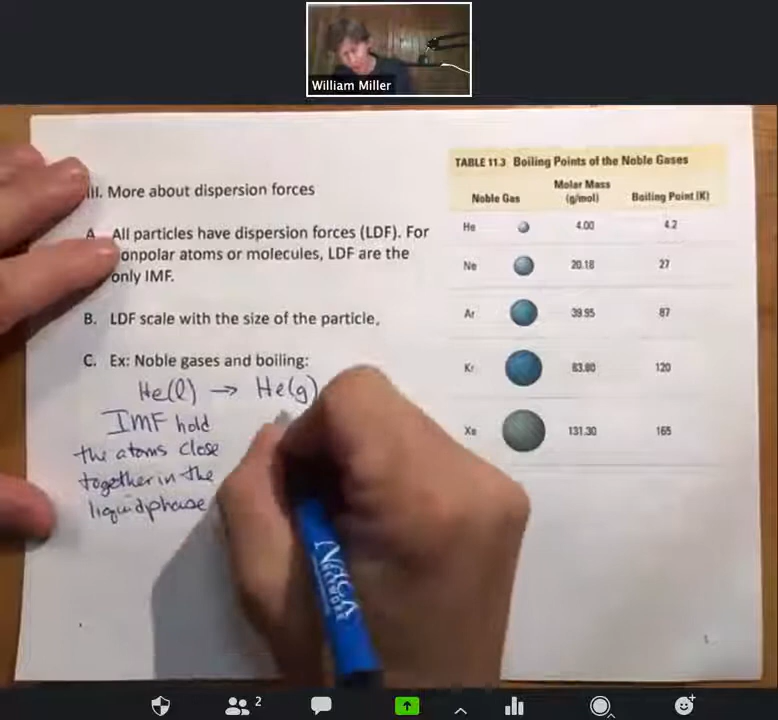 William Miller
III. More about dispersion forces
A. All particles have dispersion forces (LDF). For
nonpolar atoms or molecules, LDF are the
only IMF.
B. LDF scale with the size of the particle.
C. Ex: Noble gases and boiling:
He(l) → He(g)
IMF hold
the atoms close
together in the
liquid phase
TABLE 11.3 Boiling Points of the Noble Gases
Noble Gas Molar Mass (g/mol) Boiling Point (K)
He 4.00 4.2
Ne 20.18 27
Ar 39.95 87
Kr 83.80 120
Xe 131.30 165
NGCA
NETWORK
1
2